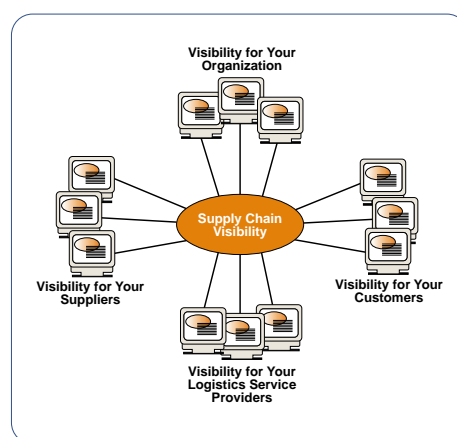 Visibility for Your
Organization
Supply Chain
Visibility
Visibility for Your
Suppliers
Visibility for Your
Customers
Visibility for Your
Logistics Service
Providers